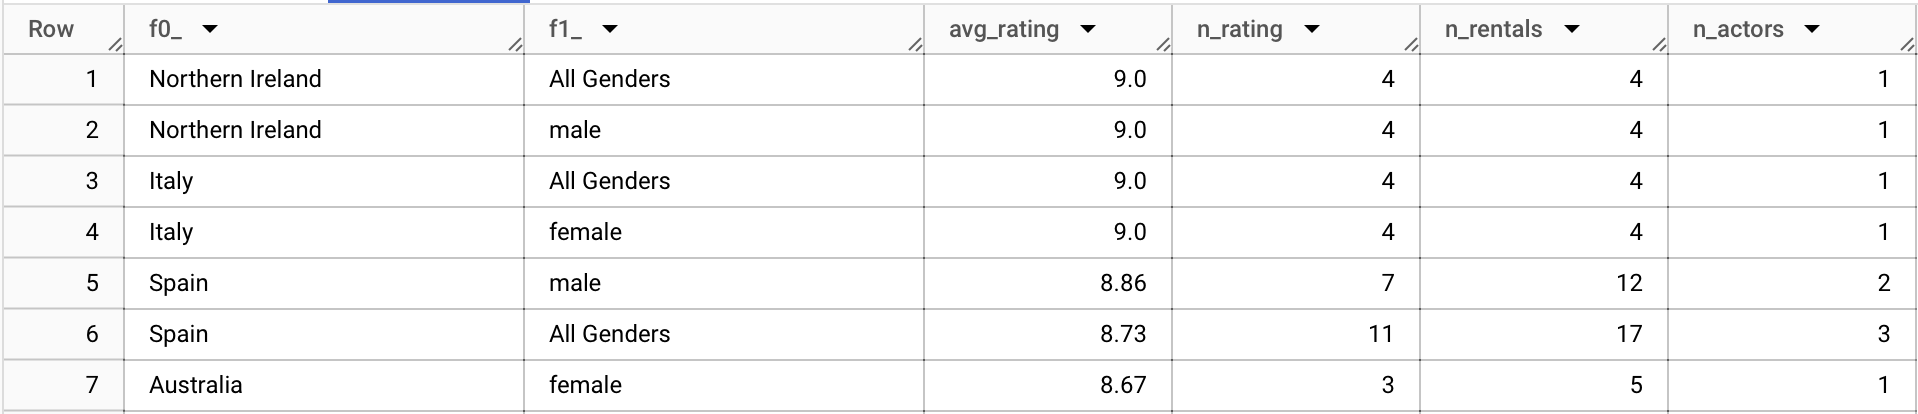 Row f0_ f1_ avg_rating n_rating n_rentals n_actors
1 Northern Ireland All Genders 9.0 4 4 1
2 Northern Ireland male 9.0 4 4 1
3 Italy All Genders 9.0 4 4 1
4 Italy female 9.0 4 4 1
5 Spain male 8.86 7 12 2
6 Spain All Genders 8.73 11 17 3
7 Australia female 8.67 3 5 1